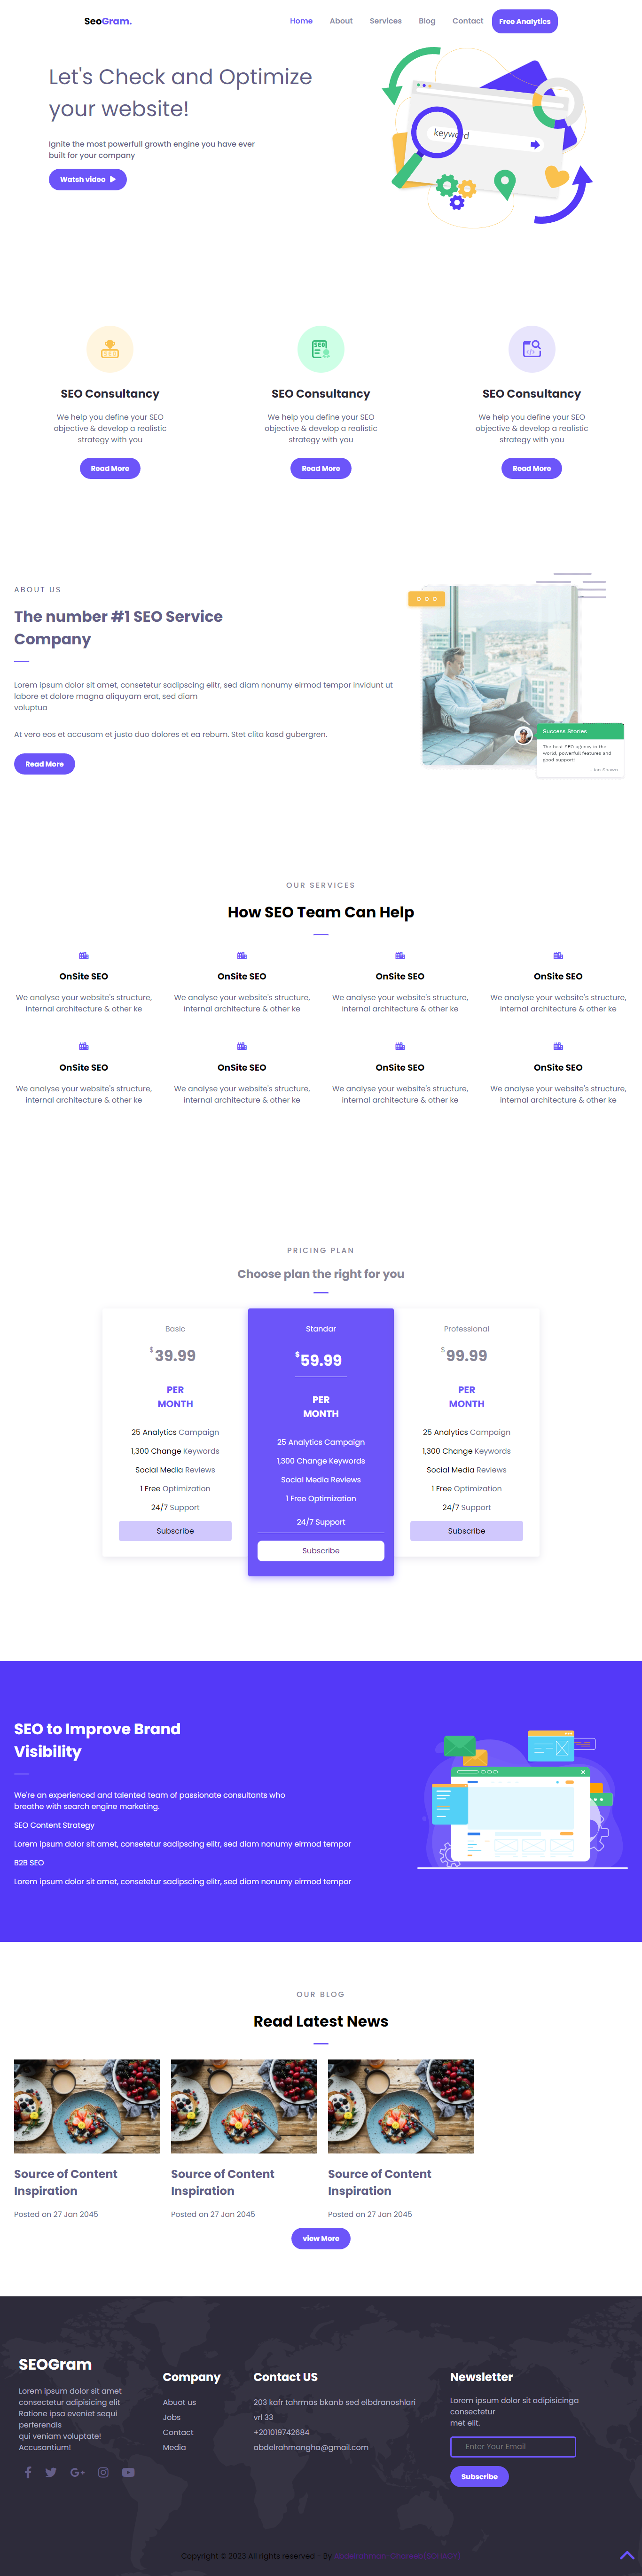 SeoGram.
Home
About
Services
Blog
Contact
Free Analytics
Let's Check and Optimize
your website!
Ignite the most powerfull growth engine you have ever
built for your company
Watsh video
keyword
SEO
SEO Consultancy
SEO Consultancy
SEO Consultancy
We help you define your SEO
objective & develop a realistic
strategy with you
We help you define your SEO
objective & develop a realistic
strategy with you
We help you define your SEO
objective & develop a realistic
strategy with you
Read More
Read More
Read More
ABOUT US
The number #1 SEO Service
Company
Lorem ipsum dolor sit amet, consetetur sadipscing elitr, sed diam nonumy eirmod tempor invidunt ut
labore et dolore magna aliquyam erat, sed diam
voluptua
At vero eos et accusam et justo duo dolores et ea rebum. Stet clita kasd gubergren.
Read More
Success Stories
The best SEO agency in the
world, powerfull features and
good support!
- Ian Shawn
OUR SERVICES
How SEO Team Can Help
OnSite SEO
OnSite SEO
OnSite SEO
OnSite SEO
We analyse your website's structure,
internal architecture & other ke
We analyse your website's structure,
internal architecture & other ke
We analyse your website's structure,
internal architecture & other ke
We analyse your website's structure,
internal architecture & other ke
OnSite SEO
OnSite SEO
OnSite SEO
OnSite SEO
We analyse your website's structure,
internal architecture & other ke
We analyse your website's structure,
internal architecture & other ke
We analyse your website's structure,
internal architecture & other ke
We analyse your website's structure,
internal architecture & other ke
PRICING PLAN
Choose plan the right for you
Basic
$39.99
PER
MONTH
25 Analytics Campaign
1,300 Change Keywords
Social Media Reviews
1 Free Optimization
24/7 Support
Subscribe
Standar
$59.99
PER
MONTH
25 Analytics Campaign
1,300 Change Keywords
Social Media Reviews
1 Free Optimization
24/7 Support
Subscribe
Professional
$99.99
PER
MONTH
25 Analytics Campaign
1,300 Change Keywords
Social Media Reviews
1 Free Optimization
24/7 Support
Subscribe
SEO to Improve Brand
Visibility
We're an experienced and talented team of passionate consultants who
breathe with search engine marketing.
SEO Content Strategy
Lorem ipsum dolor sit amet, consetetur sadipscing elitr, sed diam nonumy eirmod tempor
B2B SEO
Lorem ipsum dolor sit amet, consetetur sadipscing elitr, sed diam nonumy eirmod tempor
OUR BLOG
Read Latest News
Source of Content
Inspiration
Posted on 27 Jan 2045
Source of Content
Inspiration
Posted on 27 Jan 2045
Source of Content
Inspiration
Posted on 27 Jan 2045
view More
SEOGram
Lorem ipsum dolor sit amet
consectetur adipisicing elit
Ratione ipsa eveniet sequi
perferendis
qui veniam voluptate!
Accusantium!
Company
Abuot us
Jobs
Contact
Media
Contact US
203 kafr tohrmas bkanb sed elbdranoshlari
vrl 33
+201019742684
abdelrahmangha@gmail.com
Newsletter
Lorem ipsum dolor sit adipisicinga
consectetur
met elit.
Enter Your Email
Subscribe
Copyright © 2023 All rights reserved - By